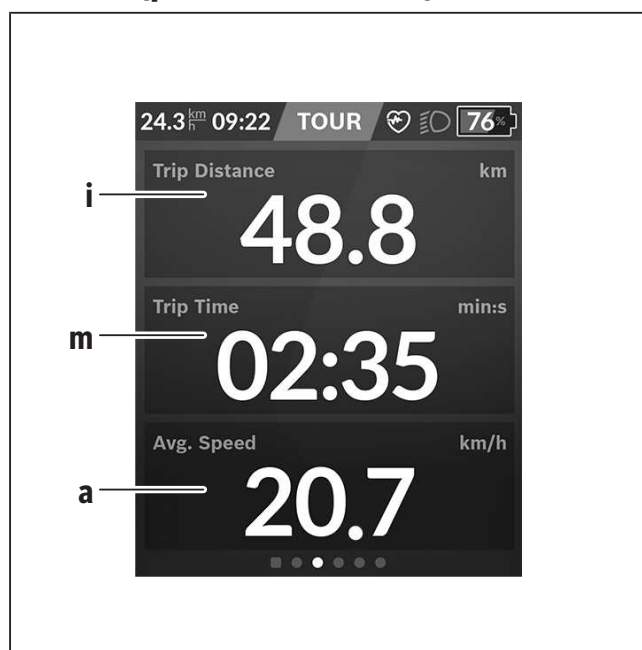 24.3 km/h 09:22 TOUR 76%
Trip Distance km
i
48.8
Trip Time min:s
m
02:35
Avg. Speed km/h
a
20.7